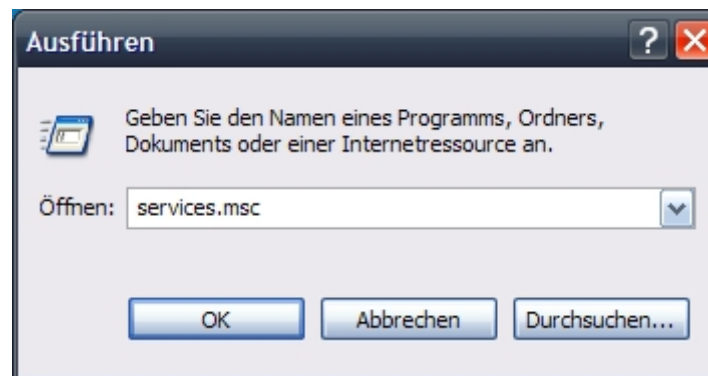 Ausführen
Geben Sie den Namen eines Programms, Ordners,
Dokuments oder einer Internetressource an.
Öffnen: services.msc
OK Abbrechen Durchsuchen...